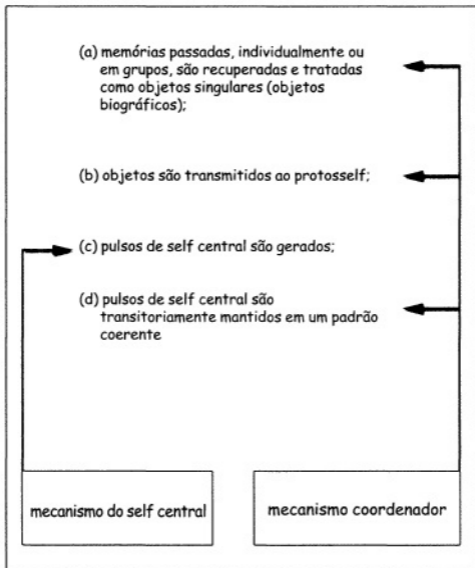 (a) memórias passadas, individualmente ou
em grupos, são recuperadas e tratadas
como objetos singulares (objetos
biográficos);
(b) objetos são transmitidos ao protosself;
(c) pulsos de self central são gerados;
(d) pulsos de self central são
transitoriamente mantidos em um padrão
coerente
mecanismo do self central
mecanismo coordenador